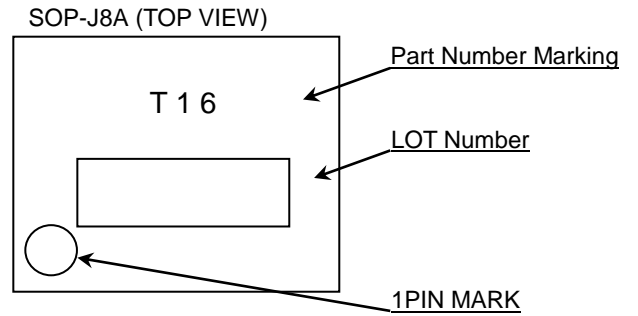 SOP-J8A (TOP VIEW)
Part Number Marking
T 1 6
LOT Number
1PIN MARK